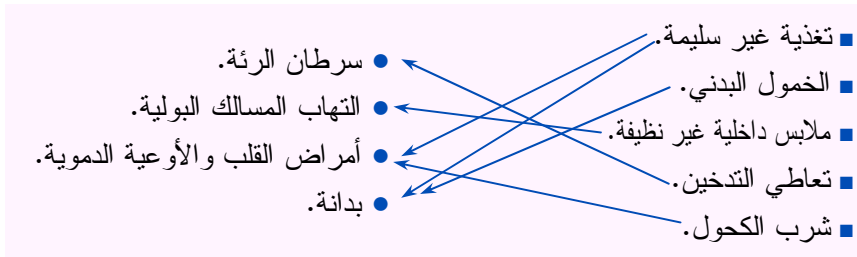 تغذية غير سليمة.
الخمول البدني.
ملابس داخلية غير نظيفة.
تعاطي التدخين.
شرب الكحول.
سرطان الرئة.
التهاب المسالك البولية.
أمراض القلب والأوعية الدموية.
بدانة.